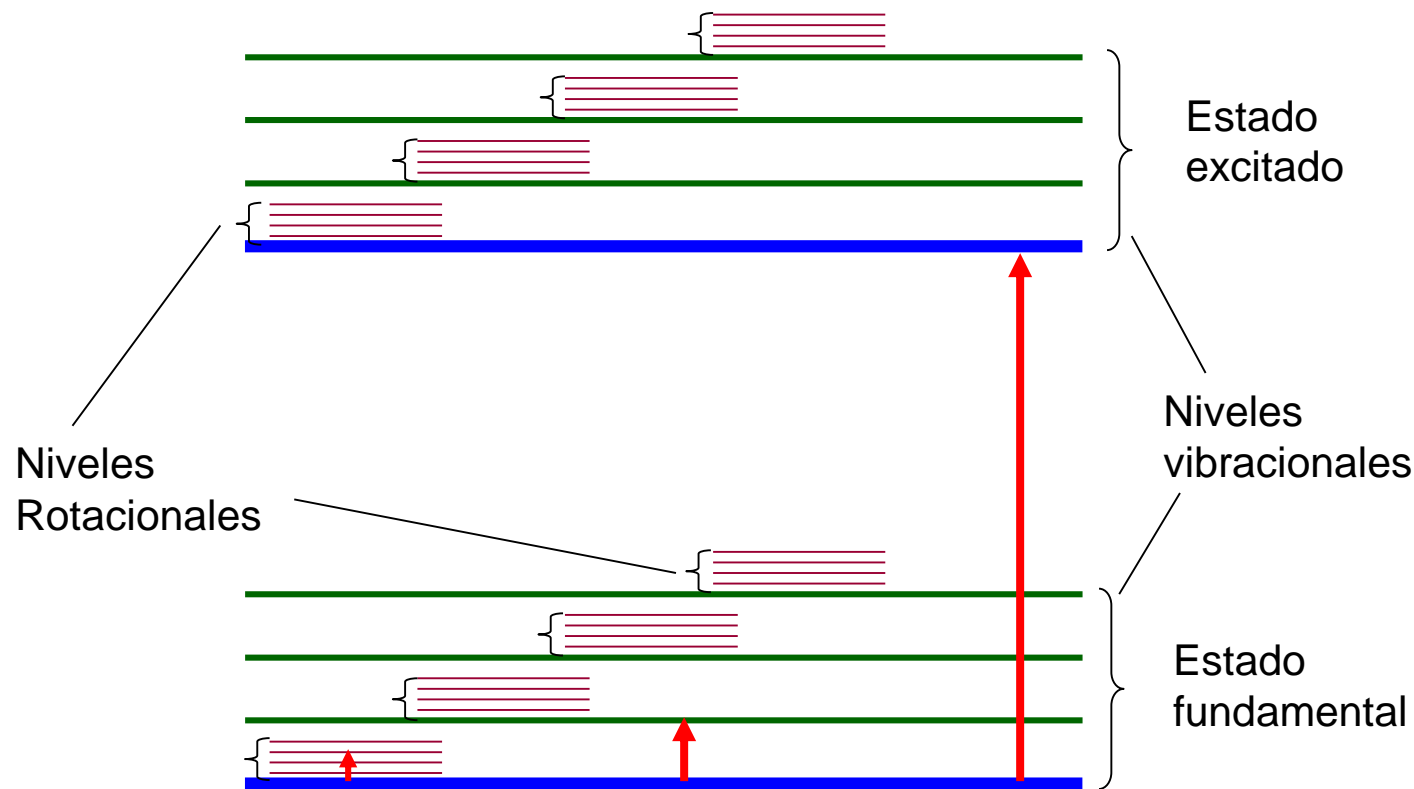 Estado
excitado
Niveles
vibracionales
Niveles
Rotacionales
Estado
fundamental